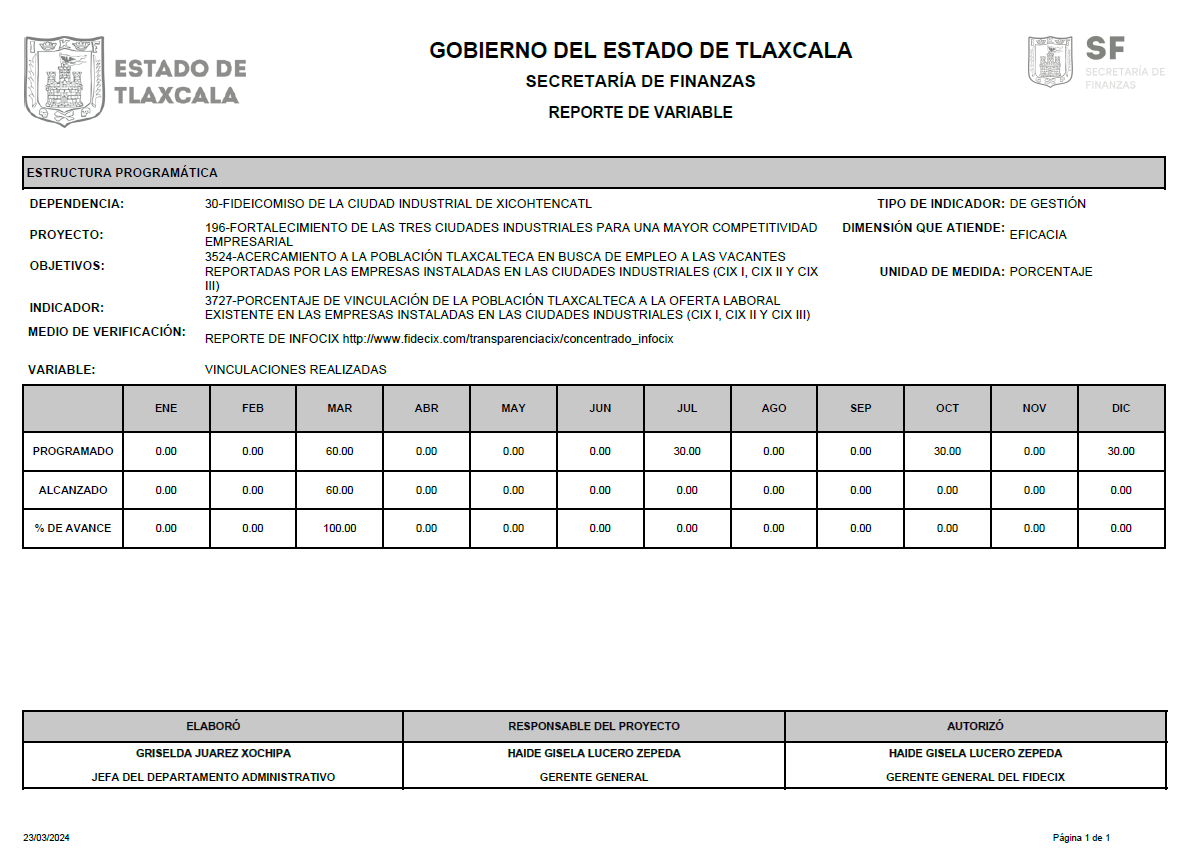 ESTADO DE
TLAXCALA
GOBIERNO DEL ESTADO DE TLAXCALA
SECRETARÍA DE FINANZAS
REPORTE DE VARIABLE
SF
SECRETARÍA DE
FINANZAS
ESTRUCTURA PROGRAMÁTICA
DEPENDENCIA: 30-FIDEICOMISO DE LA CIUDAD INDUSTRIAL DE XICOHTENCATL TIPO DE INDICADOR: DE GESTIÓN
PROYECTO: 196-FORTALECIMIENTO DE LAS TRES CIUDADES INDUSTRIALES PARA UNA MAYOR COMPETITIVIDAD
EMPRESARIAL
DIMENSIÓN QUE ATIENDE: EFICACIA
OBJETIVOS: 3524-ACERCAMIENTO A LA POBLACIÓN TLAXCALTECA EN BUSCA DE EMPLEO A LAS VACANTES
REPORTADAS POR LAS EMPRESAS INSTALADAS EN LAS CIUDADES INDUSTRIALES (CIX I, CIX II Y CIX
III)
UNIDAD DE MEDIDA: PORCENTAJE
INDICADOR: 3727-PORCENTAJE DE VINCULACIÓN DE LA POBLACIÓN TLAXCALTECA A LA OFERTA LABORAL
EXISTENTE EN LAS EMPRESAS INSTALADAS EN LAS CIUDADES INDUSTRIALES (CIX I, CIX II Y CIX III)
MEDIO DE VERIFICACIÓN: REPORTE DE INFOCIX http://www.fidecix.com/transparenciacix/concentrado_infocix
VARIABLE: VINCULACIONES REALIZADAS
ENE FEB MAR ABR MAY JUN JUL AGO SEP OCT NOV DIC
PROGRAMADO 0.00 0.00 60.00 0.00 0.00 0.00 30.00 0.00 0.00 30.00 0.00 30.00
ALCANZADO 0.00 0.00 60.00 0.00 0.00 0.00 0.00 0.00 0.00 0.00 0.00 0.00
% DE AVANCE 0.00 0.00 100.00 0.00 0.00 0.00 0.00 0.00 0.00 0.00 0.00 0.00
ELABORÓ RESPONSABLE DEL PROYECTO AUTORIZÓ
GRISELDA JUAREZ XOCHIPA HAIDE GISELA LUCERO ZEPEDA HAIDE GISELA LUCERO ZEPEDA
JEFA DEL DEPARTAMENTO ADMINISTRATIVO GERENTE GENERAL GERENTE GENERAL DEL FIDECIX
23/03/2024 Página 1 de 1